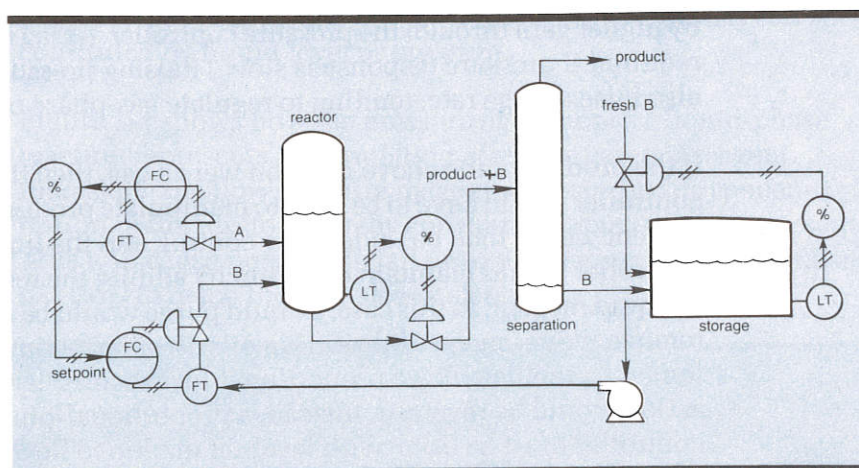 product
reactor
fresh B
%
FC
product + B
%
%
FT
A
B
LT
B
LT
separation
storage
FC
setpoint
FT